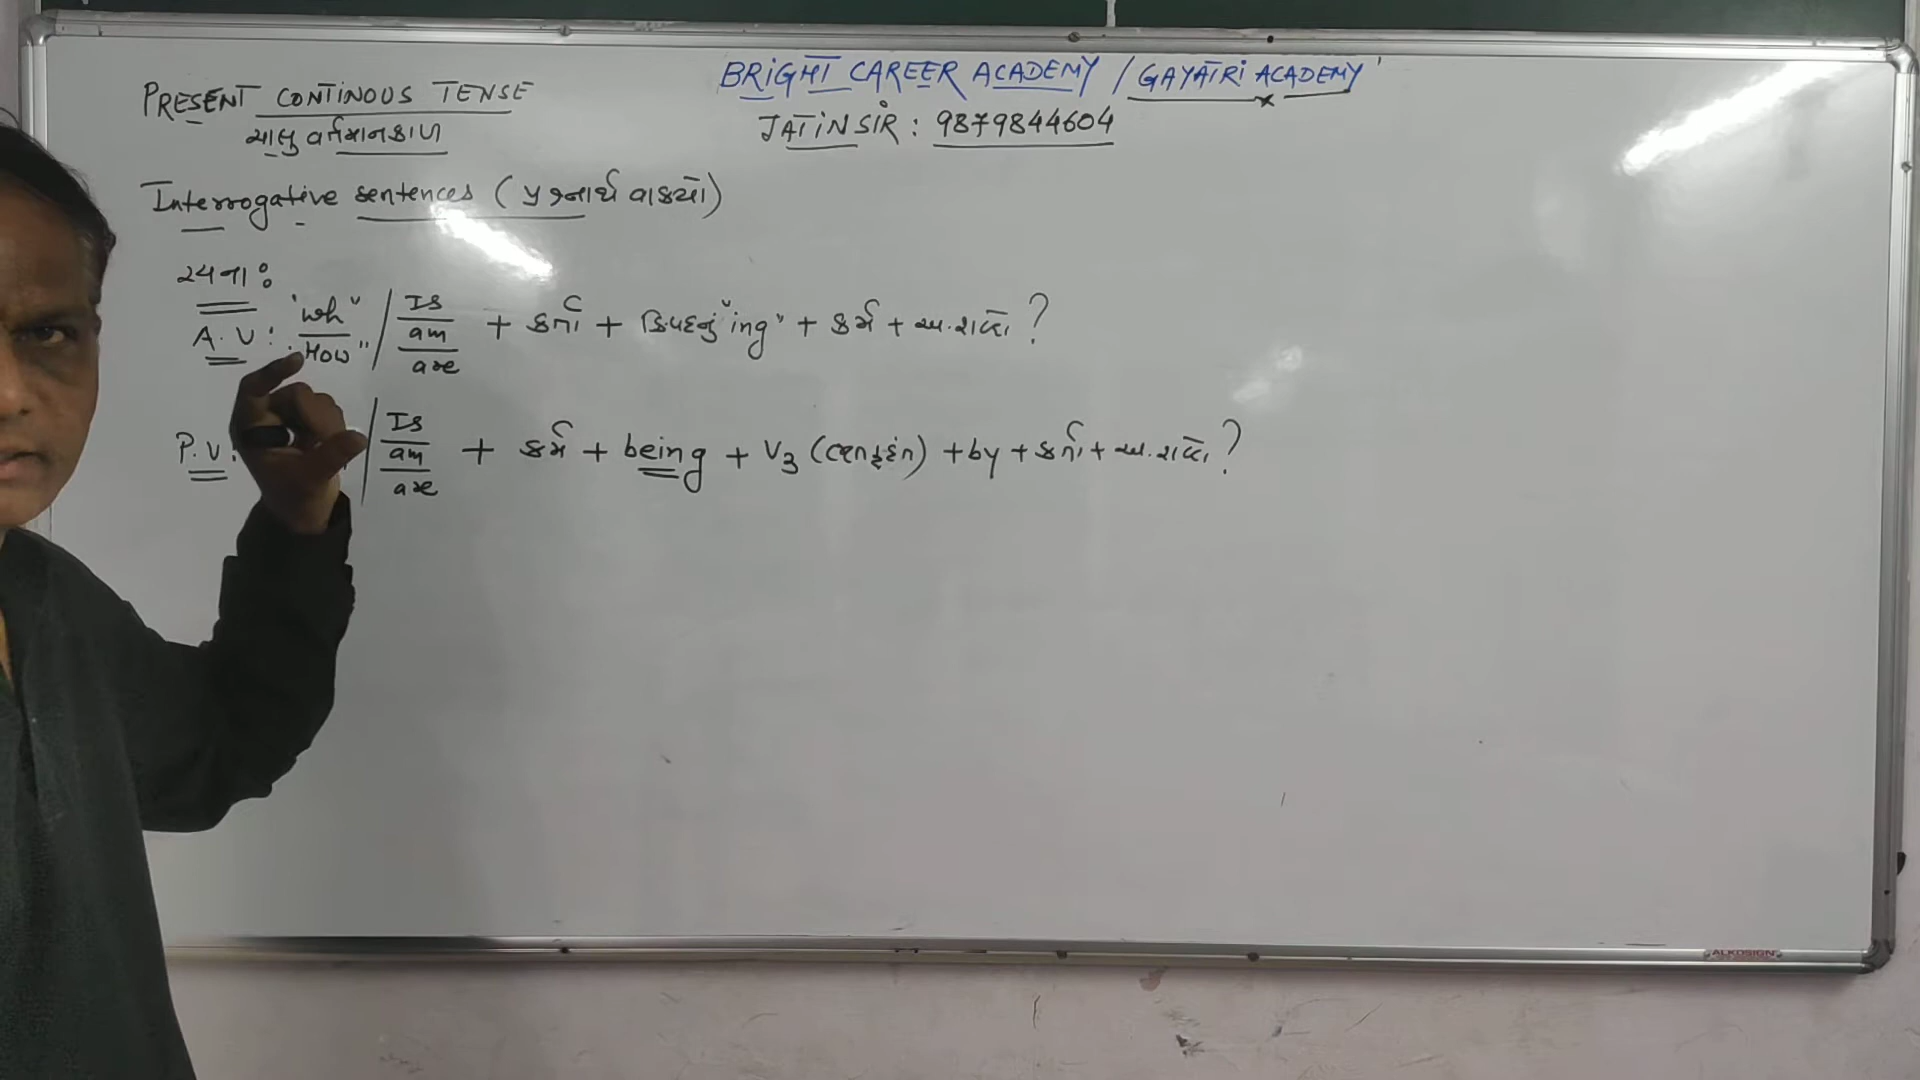 BRIGHT CAREER ACADEMY / GAYATRI ACADEMY
JATIN SIR : 9879844604
PRESENT CONTINOUS TENSE
ચાલુ વર્તમાનકાળ
Interrogative sentences (પ્રશ્નાર્થ વાક્યો)
રચના :
A.V : "Wh" / "How" / Is / am / are + કર્તા + ક્રિયાપદનું "ing" + કર્મ + અ. શબ્દો ?
P.V : / Is / am / are + કર્મ + being + V3 + by + કર્તા + અ. શબ્દો ?
ALKOSIGN